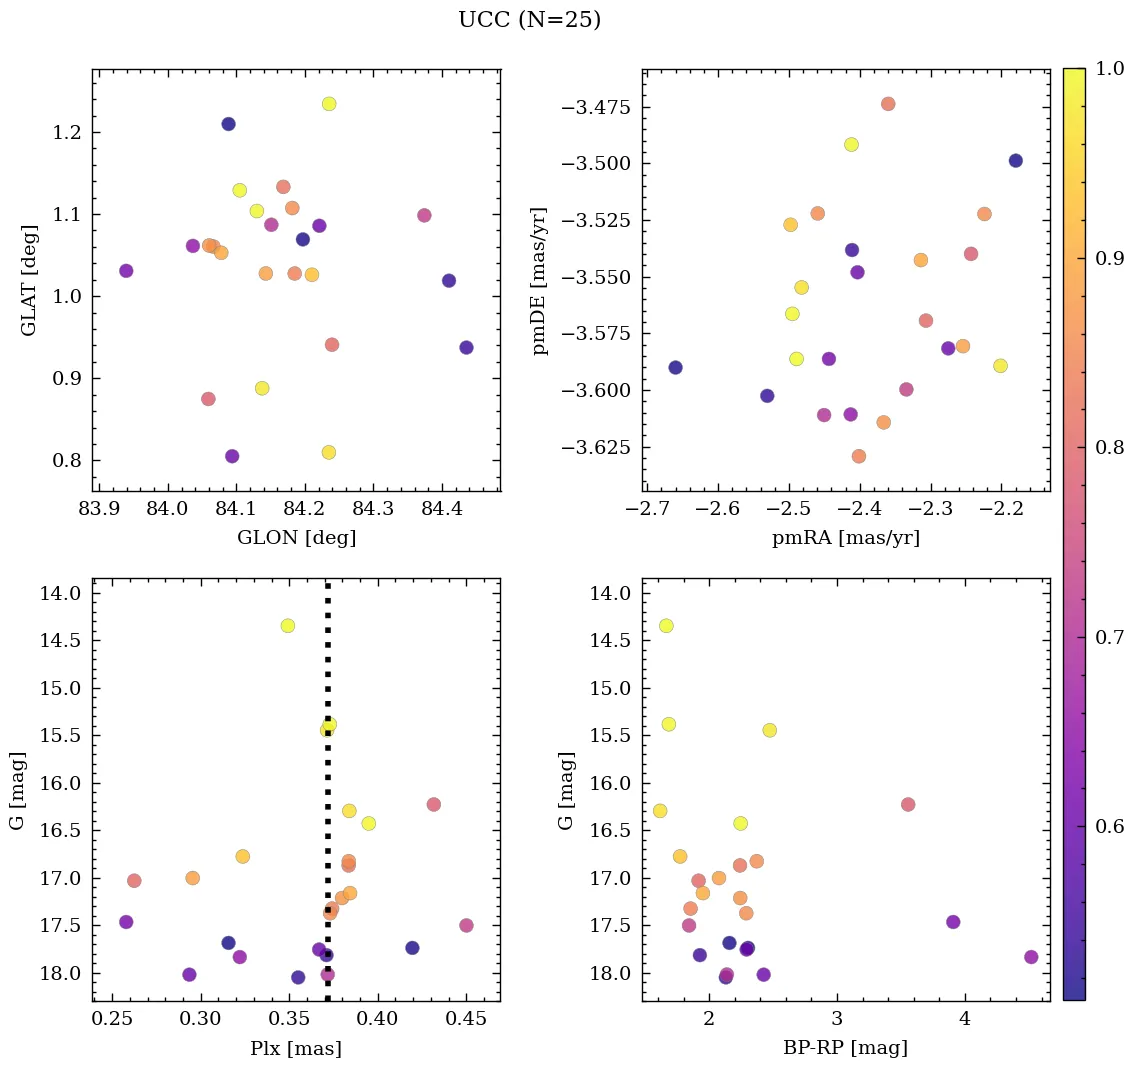 UCC (N=25)
1.2
1.1
1.0
0.9
0.8
GLAT [deg]
83.9 84.0 84.1 84.2 84.3 84.4
GLON [deg]
−3.475
−3.500
−3.525
−3.550
−3.575
−3.600
−3.625
pmDE [mas/yr]
−2.7 −2.6 −2.5 −2.4 −2.3 −2.2
pmRA [mas/yr]
14.0
14.5
15.0
15.5
16.0
16.5
17.0
17.5
18.0
G [mag]
0.25 0.30 0.35 0.40 0.45
Plx [mas]
14.0
14.5
15.0
15.5
16.0
16.5
17.0
17.5
18.0
G [mag]
2 3 4
BP-RP [mag]
1.0
0.9
0.8
0.7
0.6